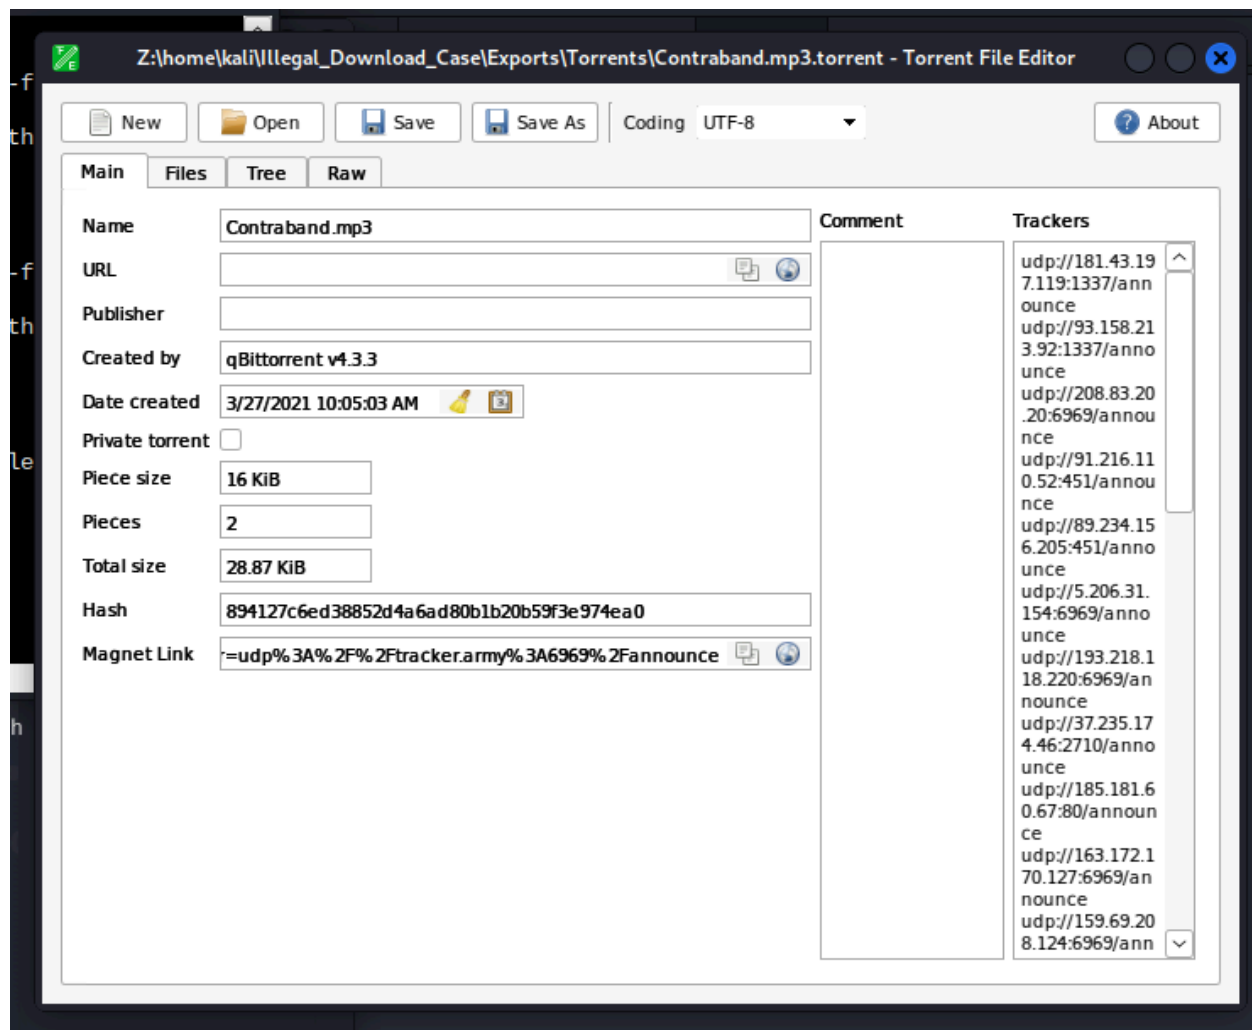 Z:\home\kali\Illegal_Download_Case\Exports\Torrents\Contraband.mp3.torrent - Torrent File Editor
New Open Save Save As Coding UTF-8 About
Main Files Tree Raw
Name Contraband.mp3
URL
Publisher
Created by qBittorrent v4.3.3
Date created 3/27/2021 10:05:03 AM
Private torrent
Piece size 16 KiB
Pieces 2
Total size 28.87 KiB
Hash 894127c6ed38852d4a6ad80b1b20b59f3e974ea0
Magnet Link r=udp%3A%2F%2Ftracker.army%3A6969%2Fannounce
Comment
Trackers
udp://181.43.19
7.119:1337/ann
ounce
udp://93.158.21
3.92:1337/anno
unce
udp://208.83.20
.20:6969/annou
nce
udp://91.216.11
0.52:451/annou
nce
udp://89.234.15
6.205:451/anno
unce
udp://5.206.31.
154:6969/anno
unce
udp://193.218.1
18.220:6969/an
nounce
udp://37.235.17
4.46:2710/anno
unce
udp://185.181.6
0.67:80/announ
ce
udp://163.172.1
70.127:6969/an
nounce
udp://159.69.20
8.124:6969/ann
-f
th
-f
th
le
h